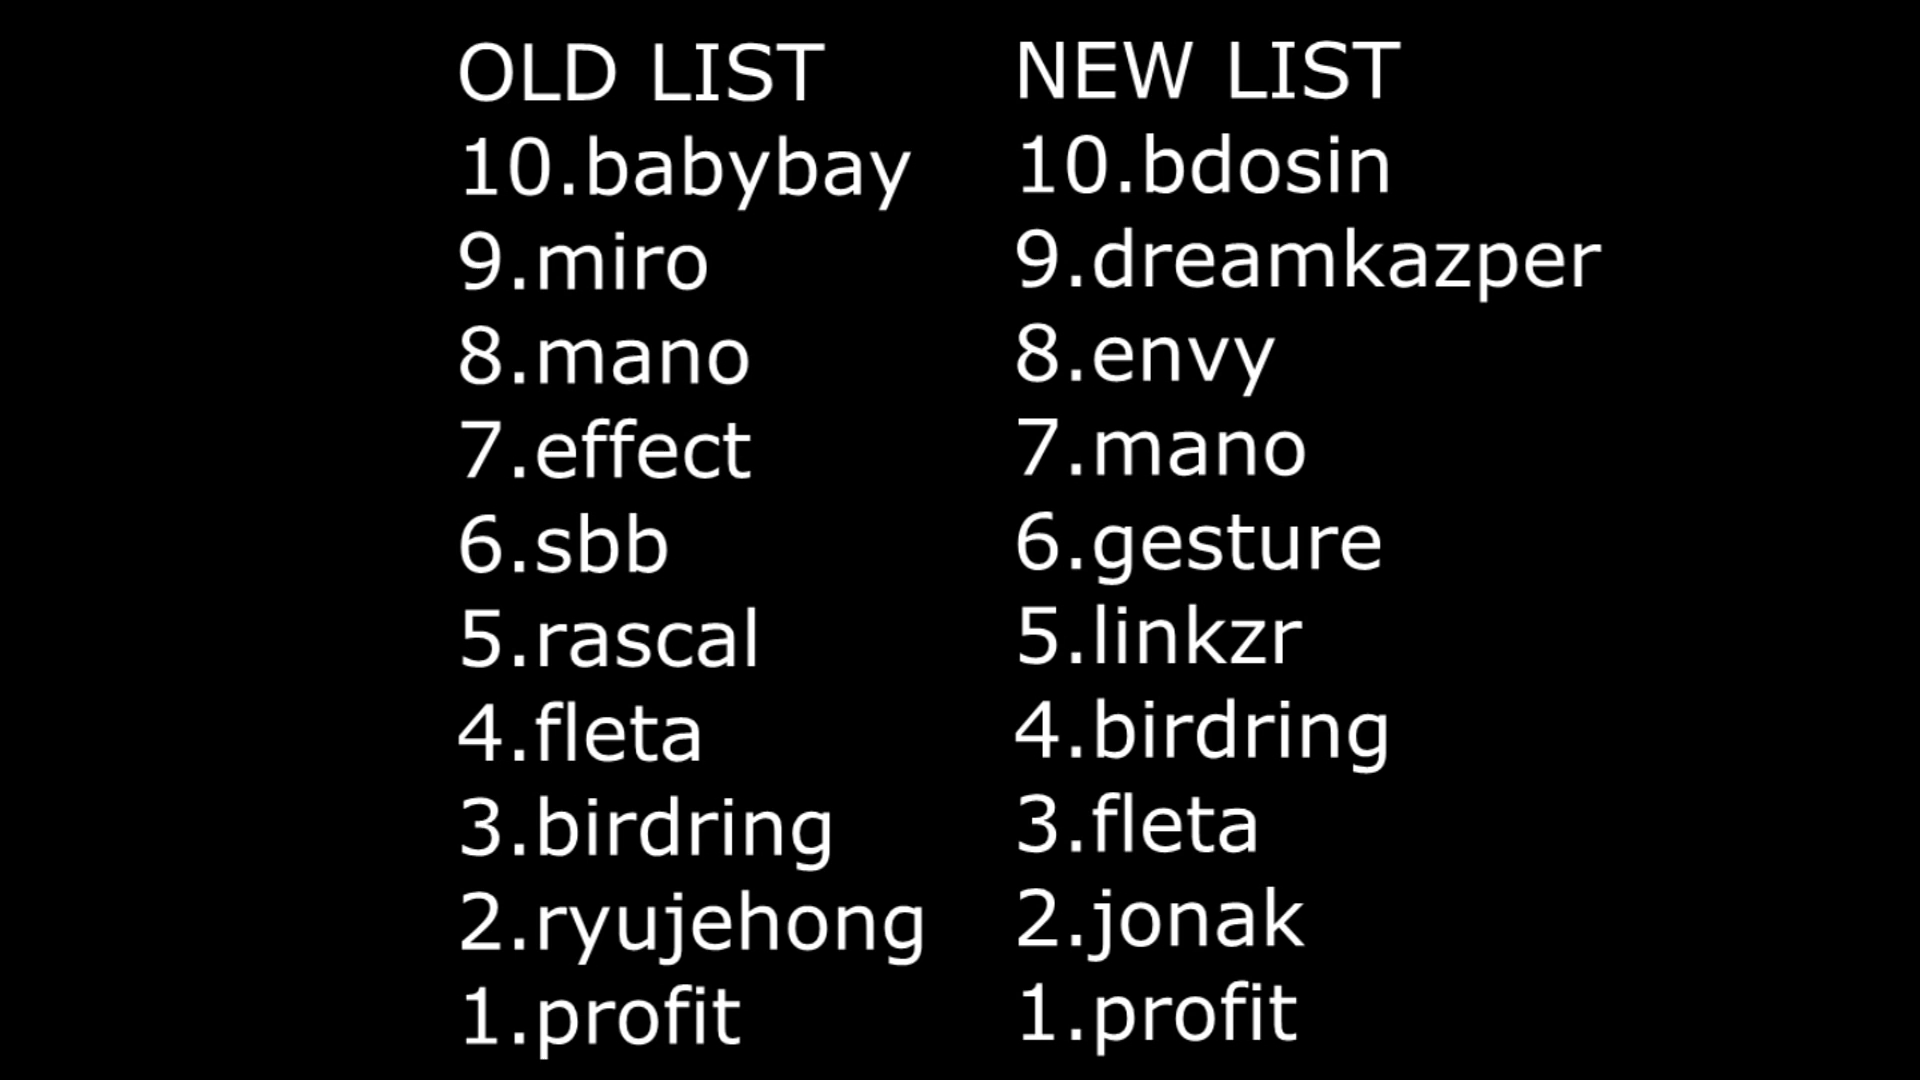 OLD LIST
10.babybay
9.miro
8.mano
7.effect
6.sbb
5.rascal
4.fleta
3.birdring
2.ryujehong
1.profit
NEW LIST
10.bdosin
9.dreamkazper
8.envy
7.mano
6.gesture
5.linkzr
4.birdring
3.fleta
2.jonak
1.profit